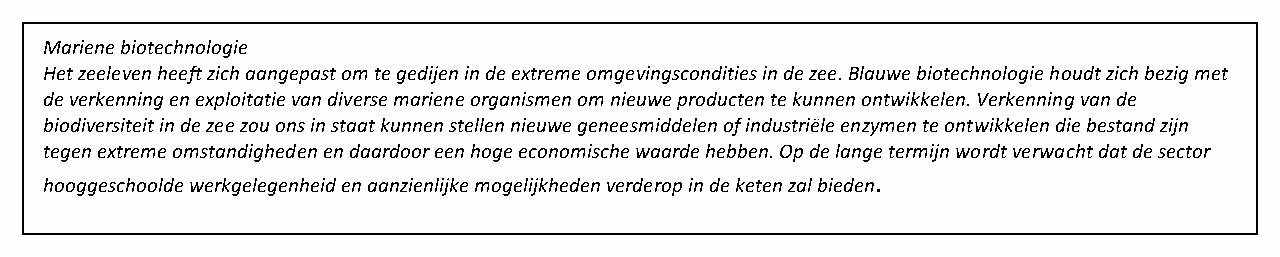 Mariene biotechnologie
Het zeeleven heeft zich aangepast om te gedijen in de extreme omgevingscondities in de zee. Blauwe biotechnologie houdt zich bezig met
de verkenning en exploitatie van diverse mariene organismen om nieuwe producten te kunnen ontwikkelen. Verkenning van de
biodiversiteit in de zee zou ons in staat kunnen stellen nieuwe geneesmiddelen of industriële enzymen te ontwikkelen die bestand zijn
tegen extreme omstandigheden en daardoor een hoge economische waarde hebben. Op de lange termijn wordt verwacht dat de sector
hooggeschoolde werkgelegenheid en aanzienlijke mogelijkheden verderop in de keten zal bieden.